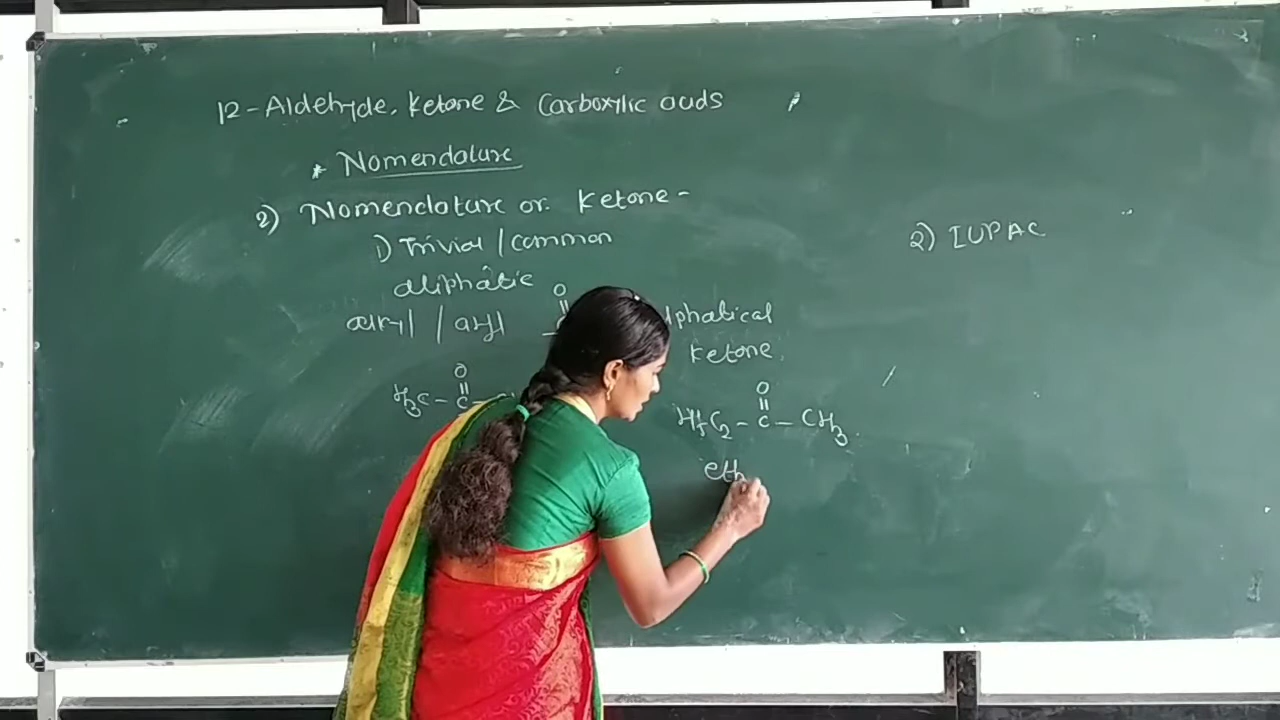 12 - Aldehyde, Ketone & Carboxylic acids
* Nomenclature
2) Nomenclature or Ketone -
1) Trivial / Common
2) IUPAC
aliphatic
alkyl / aryl
O
lphabitical
Ketone
O
||
H3C - C -
O
||
H5C2 - C - CH3
eth